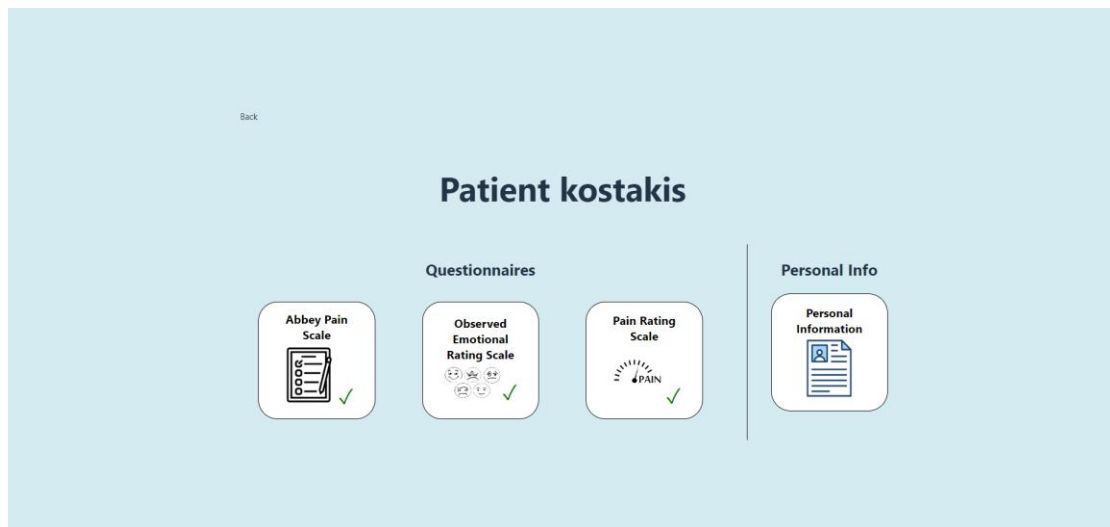 Back
Patient kostakis
Questionnaires
Abbey Pain
Scale
Observed
Emotional
Rating Scale
Pain Rating
Scale
PAIN
Personal Info
Personal
Information